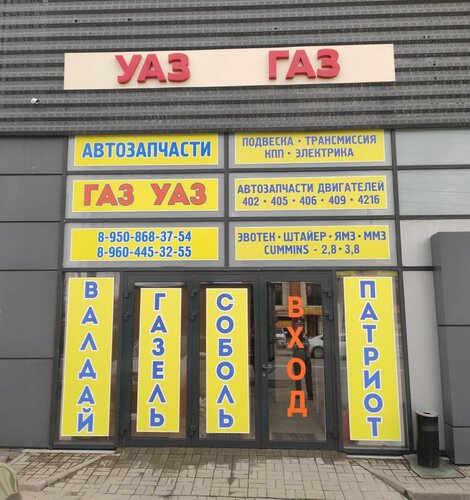 УАЗ ГАЗ
АВТОЗАПЧАСТИ
ПОДВЕСКА • ТРАНСМИССИЯ
КПП • ЭЛЕКТРИКА
ГАЗ УАЗ
АВТОЗАПЧАСТИ ДВИГАТЕЛЕЙ
402 • 405 • 406 • 409 • 4216
8-950-868-37-54
8-960-445-32-55
ЭВОТЕК • ШТАЙЕР • ЯМЗ • ММЗ
CUMMINS - 2,8 • 3,8
ВАЛДАЙ
ГАЗЕЛЬ
СОБОЛЬ
ВХОД
ПАТРИОТ